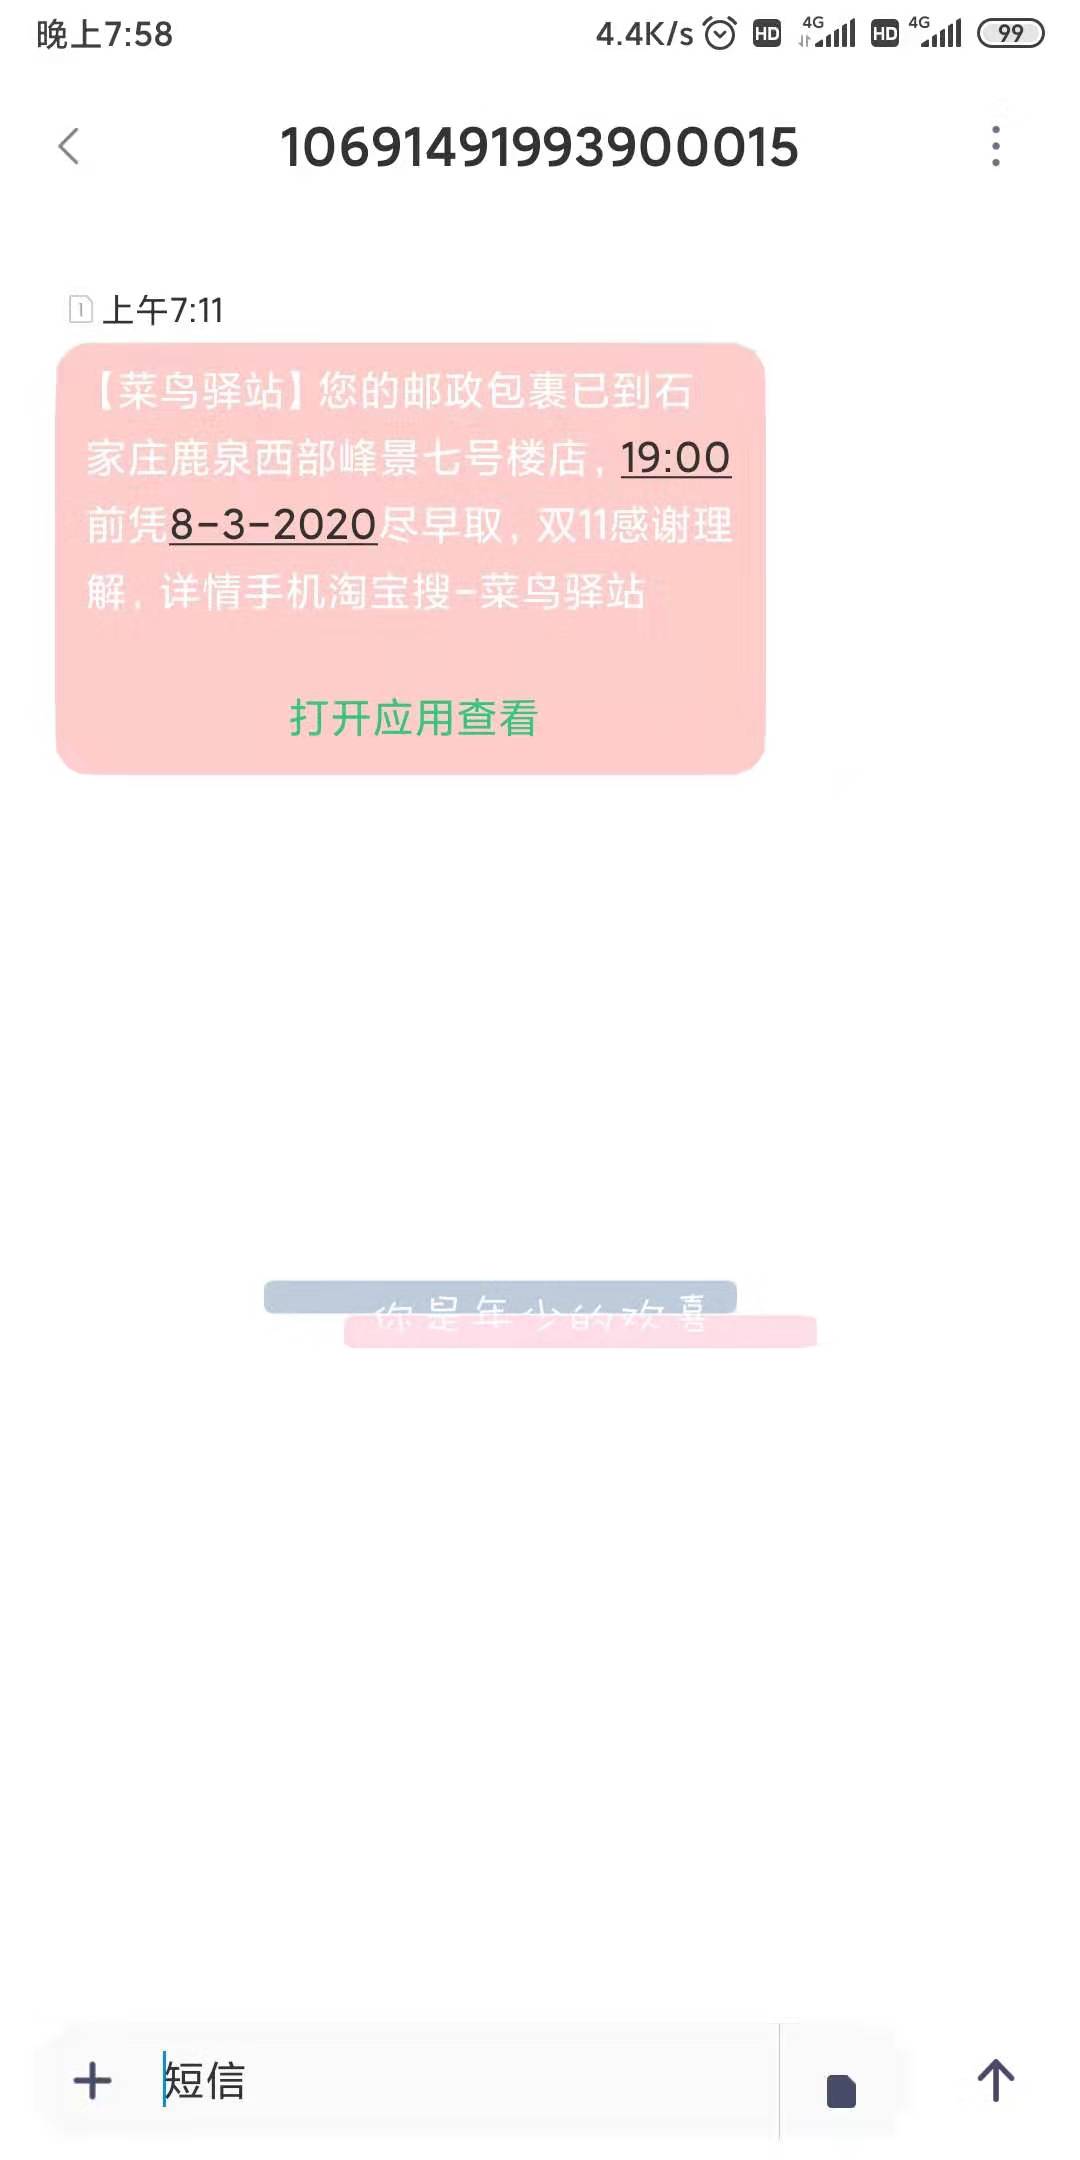 晚上7:58
4.4K/s HD 4G HD 4G 99
10691491993900015
1 上午7:11
【菜鸟驿站】您的邮政包裹已到石
家庄鹿泉西部峰景七号楼店，19:00
前凭8-3-2020尽早取，双11感谢理
解，详情手机淘宝搜-菜鸟驿站
打开应用查看
你是年少的欢喜
短信